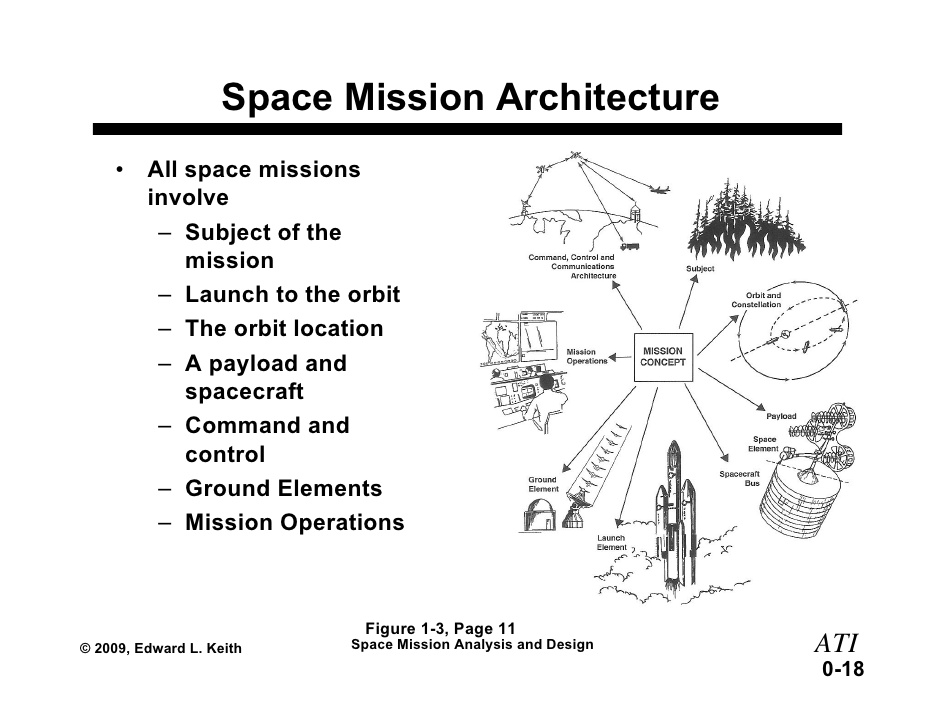 Space Mission Architecture
• All space missions
involve
– Subject of the
mission
– Launch to the orbit
– The orbit location
– A payload and
spacecraft
– Command and
control
– Ground Elements
– Mission Operations
Command, Control and
Communications
Architecture
Subject
Orbit and
Constellation
Mission
Operations
MISSION
CONCEPT
Payload
Space
Element
Spacecraft
Bus
Ground
Element
Launch
Element
Figure 1-3, Page 11
Space Mission Analysis and Design
© 2009, Edward L. Keith
ATI
0-18